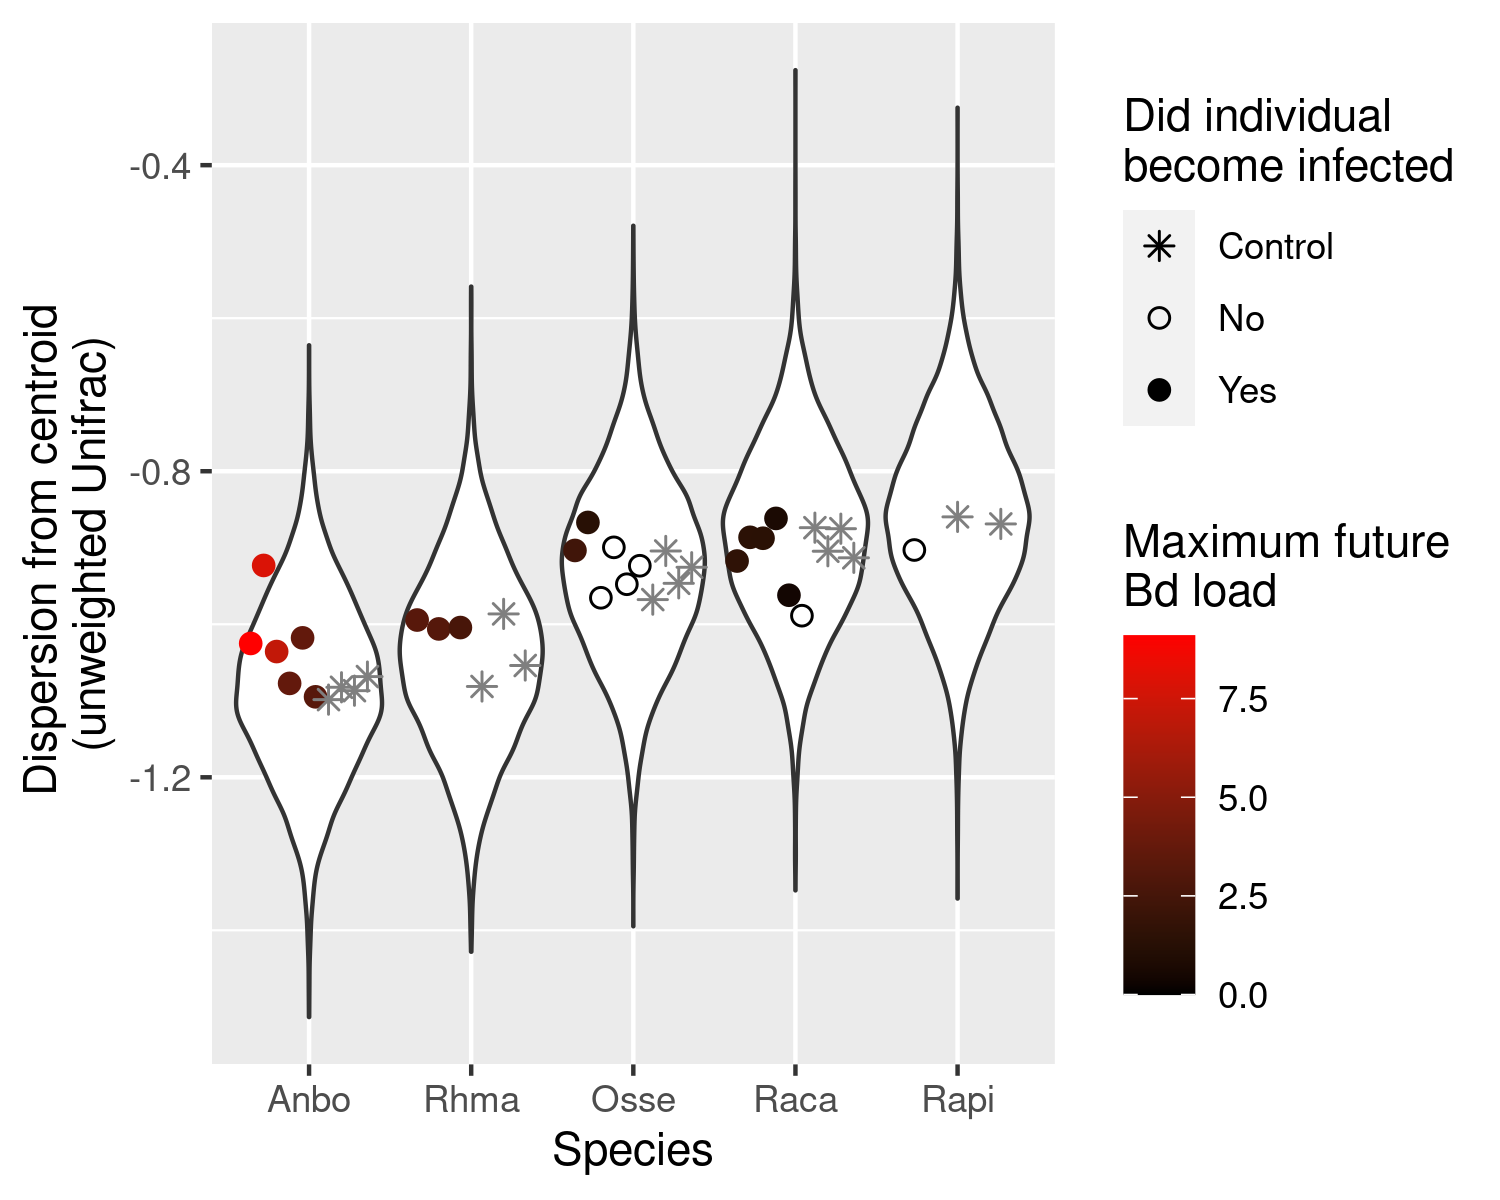 Dispersion from centroid
(unweighted Unifrac)
-0.4
-0.8
-1.2
Anbo
Rhma
Osse
Raca
Rapi
Species
Did individual
become infected
Control
No
Yes
Maximum future
Bd load
7.5
5.0
2.5
0.0